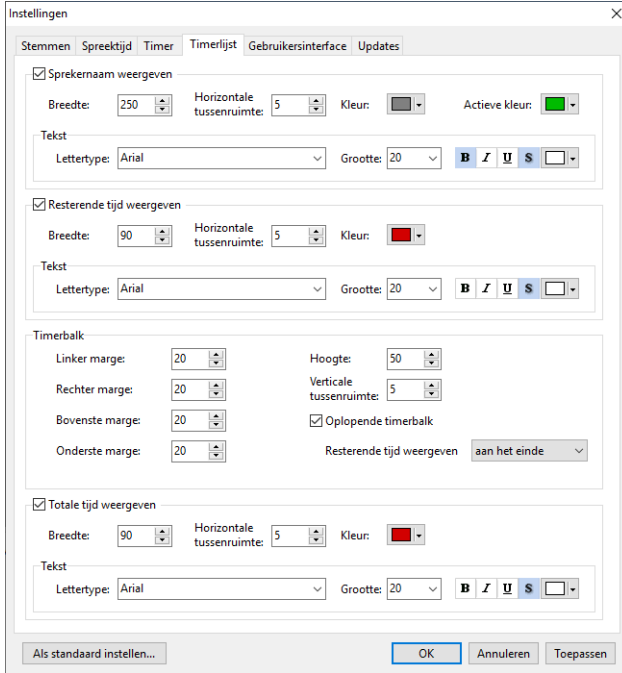 Instellingen
Stemmen Spreektijd Timer Timerlijst Gebruikersinterface Updates
Sprekernaam weergeven
Breedte: 250 Horizontale tussenruimte: 5 Kleur: Actieve kleur:
Tekst
Lettertype: Arial Grootte: 20 B I U S
Resterende tijd weergeven
Breedte: 90 Horizontale tussenruimte: 5 Kleur:
Tekst
Lettertype: Arial Grootte: 20 B I U S
Timerbalk
Linker marge: 20 Hoogte: 50
Rechter marge: 20 Verticale tussenruimte: 5
Bovenste marge: 20 Oplopende timerbalk
Onderste marge: 20 Resterende tijd weergeven aan het einde
Totale tijd weergeven
Breedte: 90 Horizontale tussenruimte: 5 Kleur:
Tekst
Lettertype: Arial Grootte: 20 B I U S
Als standaard instellen... OK Annuleren Toepassen